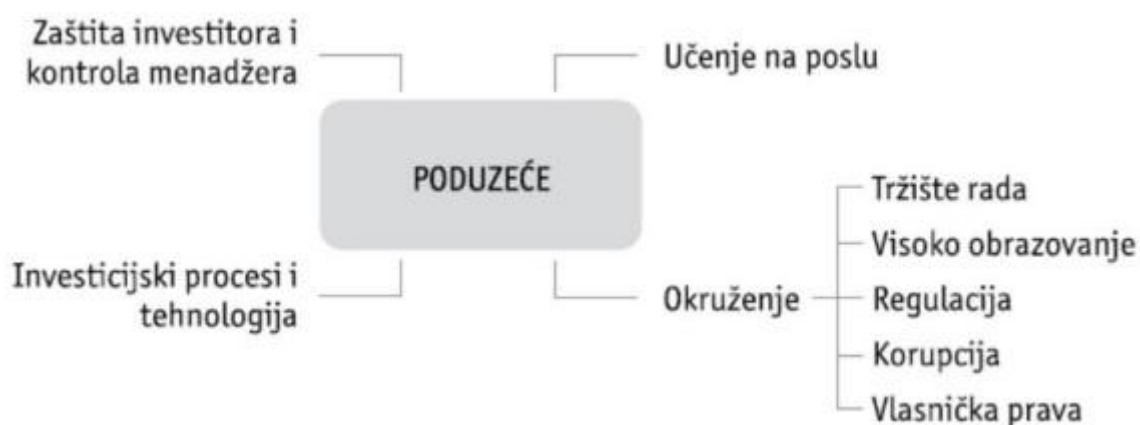 Zaštita investitora i
kontrola menadžera
Učenje na poslu
PODUZEĆE
Investicijski procesi i
tehnologija
Okruženje
Tržište rada
Visoko obrazovanje
Regulacija
Korupcija
Vlasnička prava